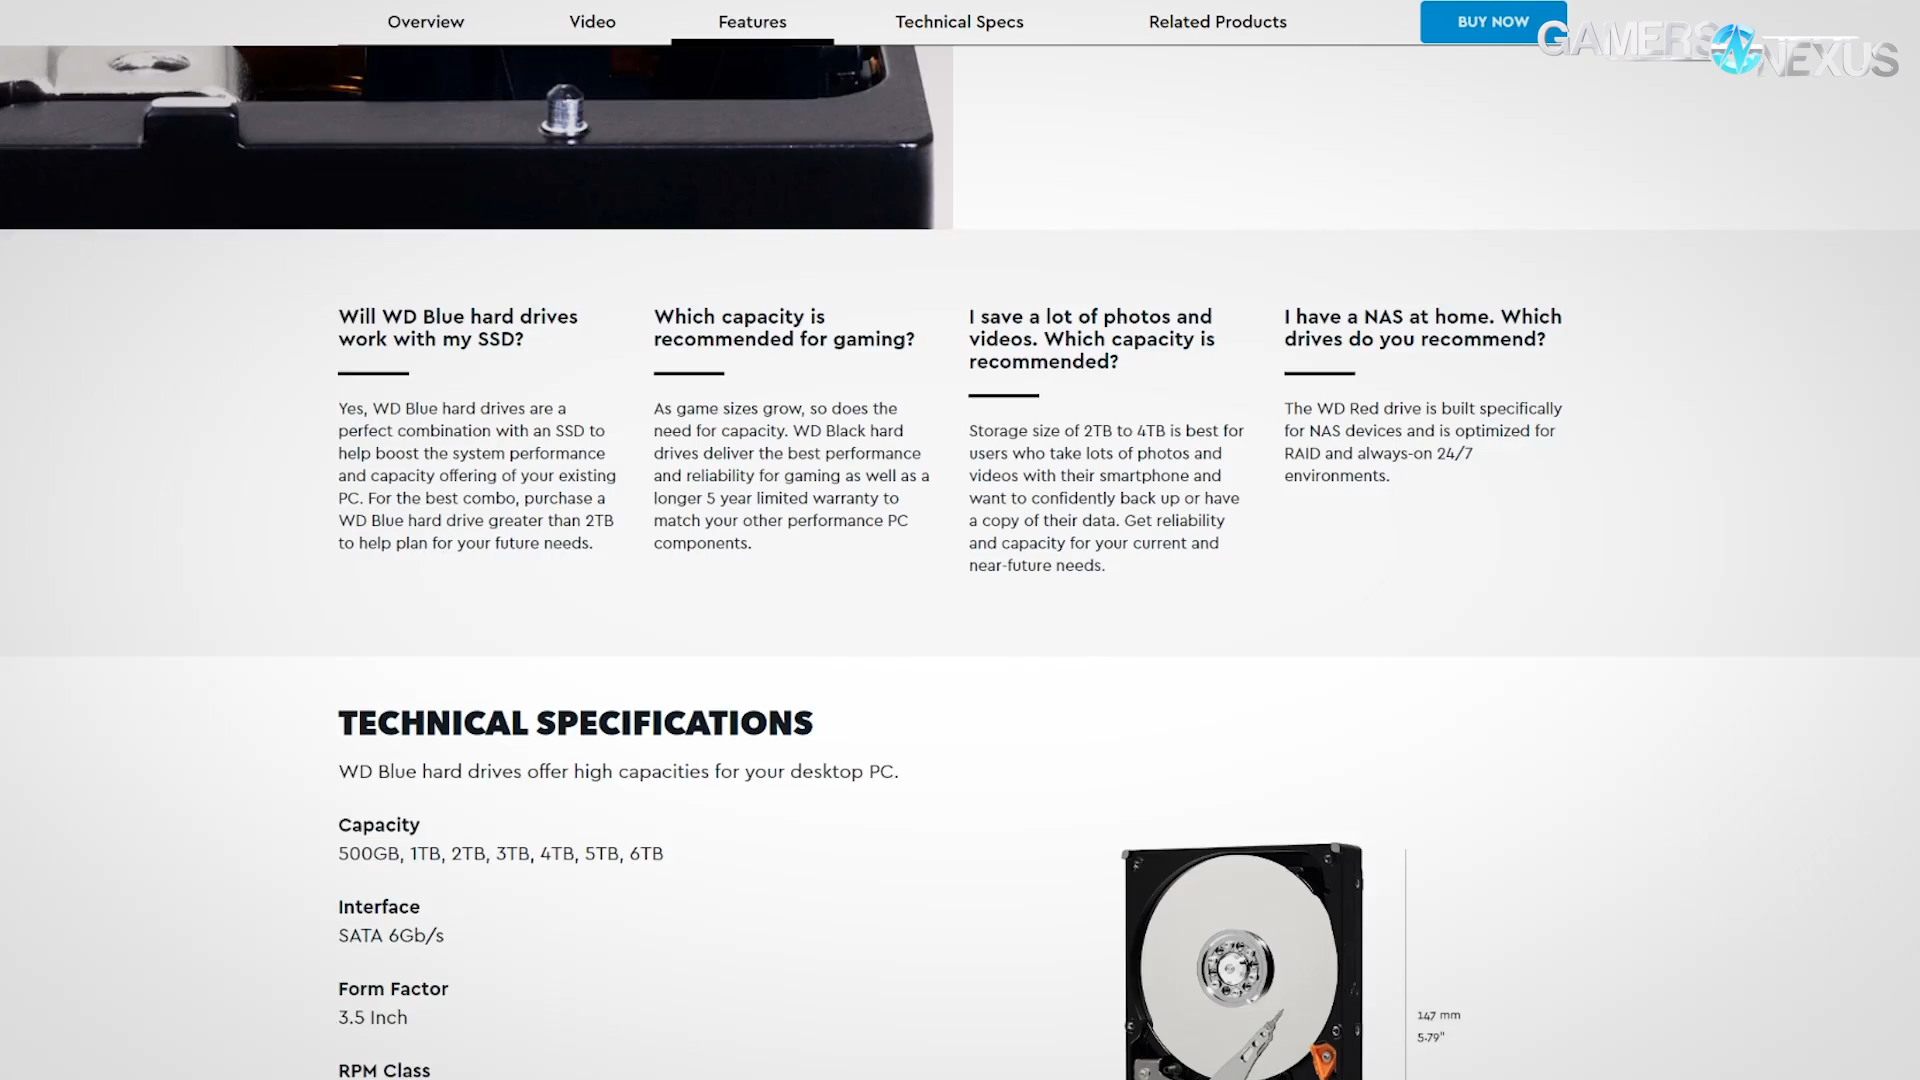 Overview
Video
Features
Technical Specs
Related Products
BUY NOW
GAMERS NEXUS
Will WD Blue hard drives
work with my SSD?
Yes, WD Blue hard drives are a
perfect combination with an SSD to
help boost the system performance
and capacity offering of your existing
PC. For the best combo, purchase a
WD Blue hard drive greater than 2TB
to help plan for your future needs.
Which capacity is
recommended for gaming?
As game sizes grow, so does the
need for capacity. WD Black hard
drives deliver the best performance
and reliability for gaming as well as a
longer 5 year limited warranty to
match your other performance PC
components.
I save a lot of photos and
videos. Which capacity is
recommended?
Storage size of 2TB to 4TB is best for
users who take lots of photos and
videos with their smartphone and
want to confidently back up or have
a copy of their data. Get reliability
and capacity for your current and
near-future needs.
I have a NAS at home. Which
drives do you recommend?
The WD Red drive is built specifically
for NAS devices and is optimized for
RAID and always-on 24/7
environments.
TECHNICAL SPECIFICATIONS
WD Blue hard drives offer high capacities for your desktop PC.
Capacity
500GB, 1TB, 2TB, 3TB, 4TB, 5TB, 6TB
Interface
SATA 6Gb/s
Form Factor
3.5 Inch
RPM Class
147 mm
5.79"